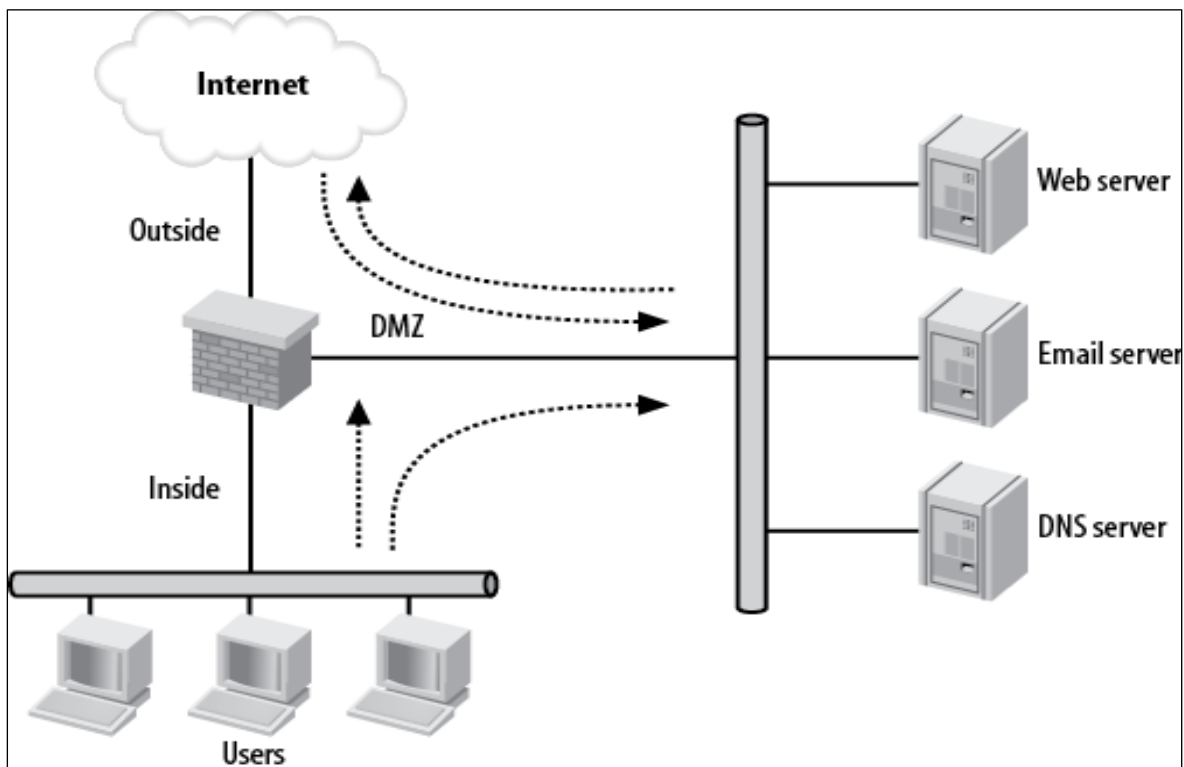 Internet
Outside
DMZ
Inside
Users
Web server
Email server
DNS server